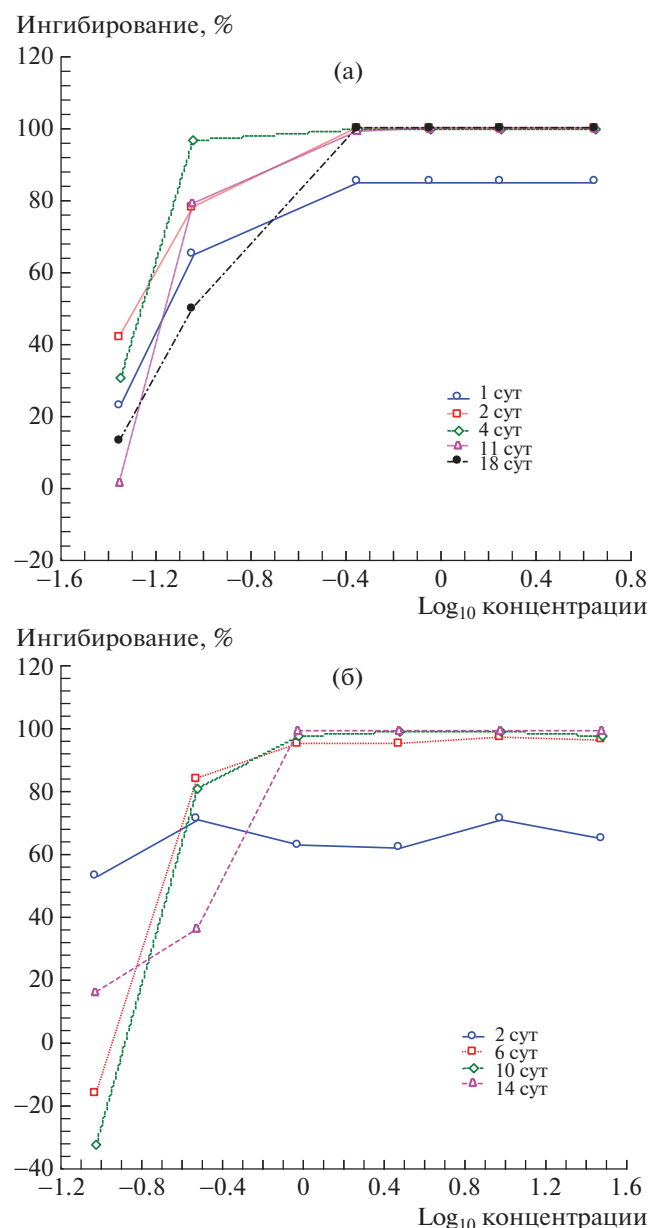 Ингибирование, %
120
(а)
100
80
60
40
1 сут
2 сут
20
4 сут
11 сут
0
18 сут
–20
–1.6 –1.2 –0.8 –0.4 0 0.4 0.8
Log10 концентрации
Ингибирование, %
120
(б)
100
80
60
40
20
2 сут
0
6 сут
10 сут
–20
14 сут
–40
–1.2 –0.8 –0.4 0 0.4 0.8 1.2 1.6
Log10 концентрации